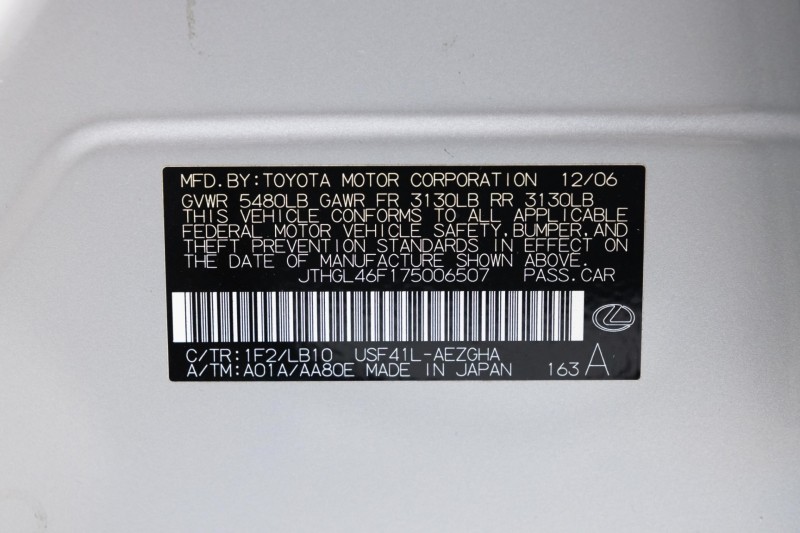 MFD.BY:TOYOTA MOTOR CORPORATION 12/06
GVWR 5480LB GAWR FR 3130LB RR 3130LB
THIS VEHICLE CONFORMS TO ALL APPLICABLE
FEDERAL MOTOR VEHICLE SAFETY,BUMPER,AND
THEFT PREVENTION STANDARDS IN EFFECT ON
THE DATE OF MANUFACTURE SHOWN ABOVE.
JTHGL46F175006507 PASS.CAR
C/TR:1F2/LB10 USF41L-AEZGHA
A/TM:A01A/AA80E MADE IN JAPAN 163 A